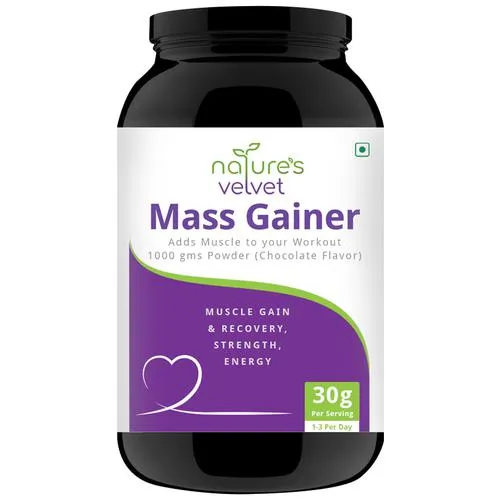 nature's
velvet
Mass Gainer
Adds Muscle to your Workout
1000 gms Powder (Chocolate Flavor)
MUSCLE GAIN
& RECOVERY,
STRENGTH,
ENERGY
30g
Per Serving
1-3 Per Day